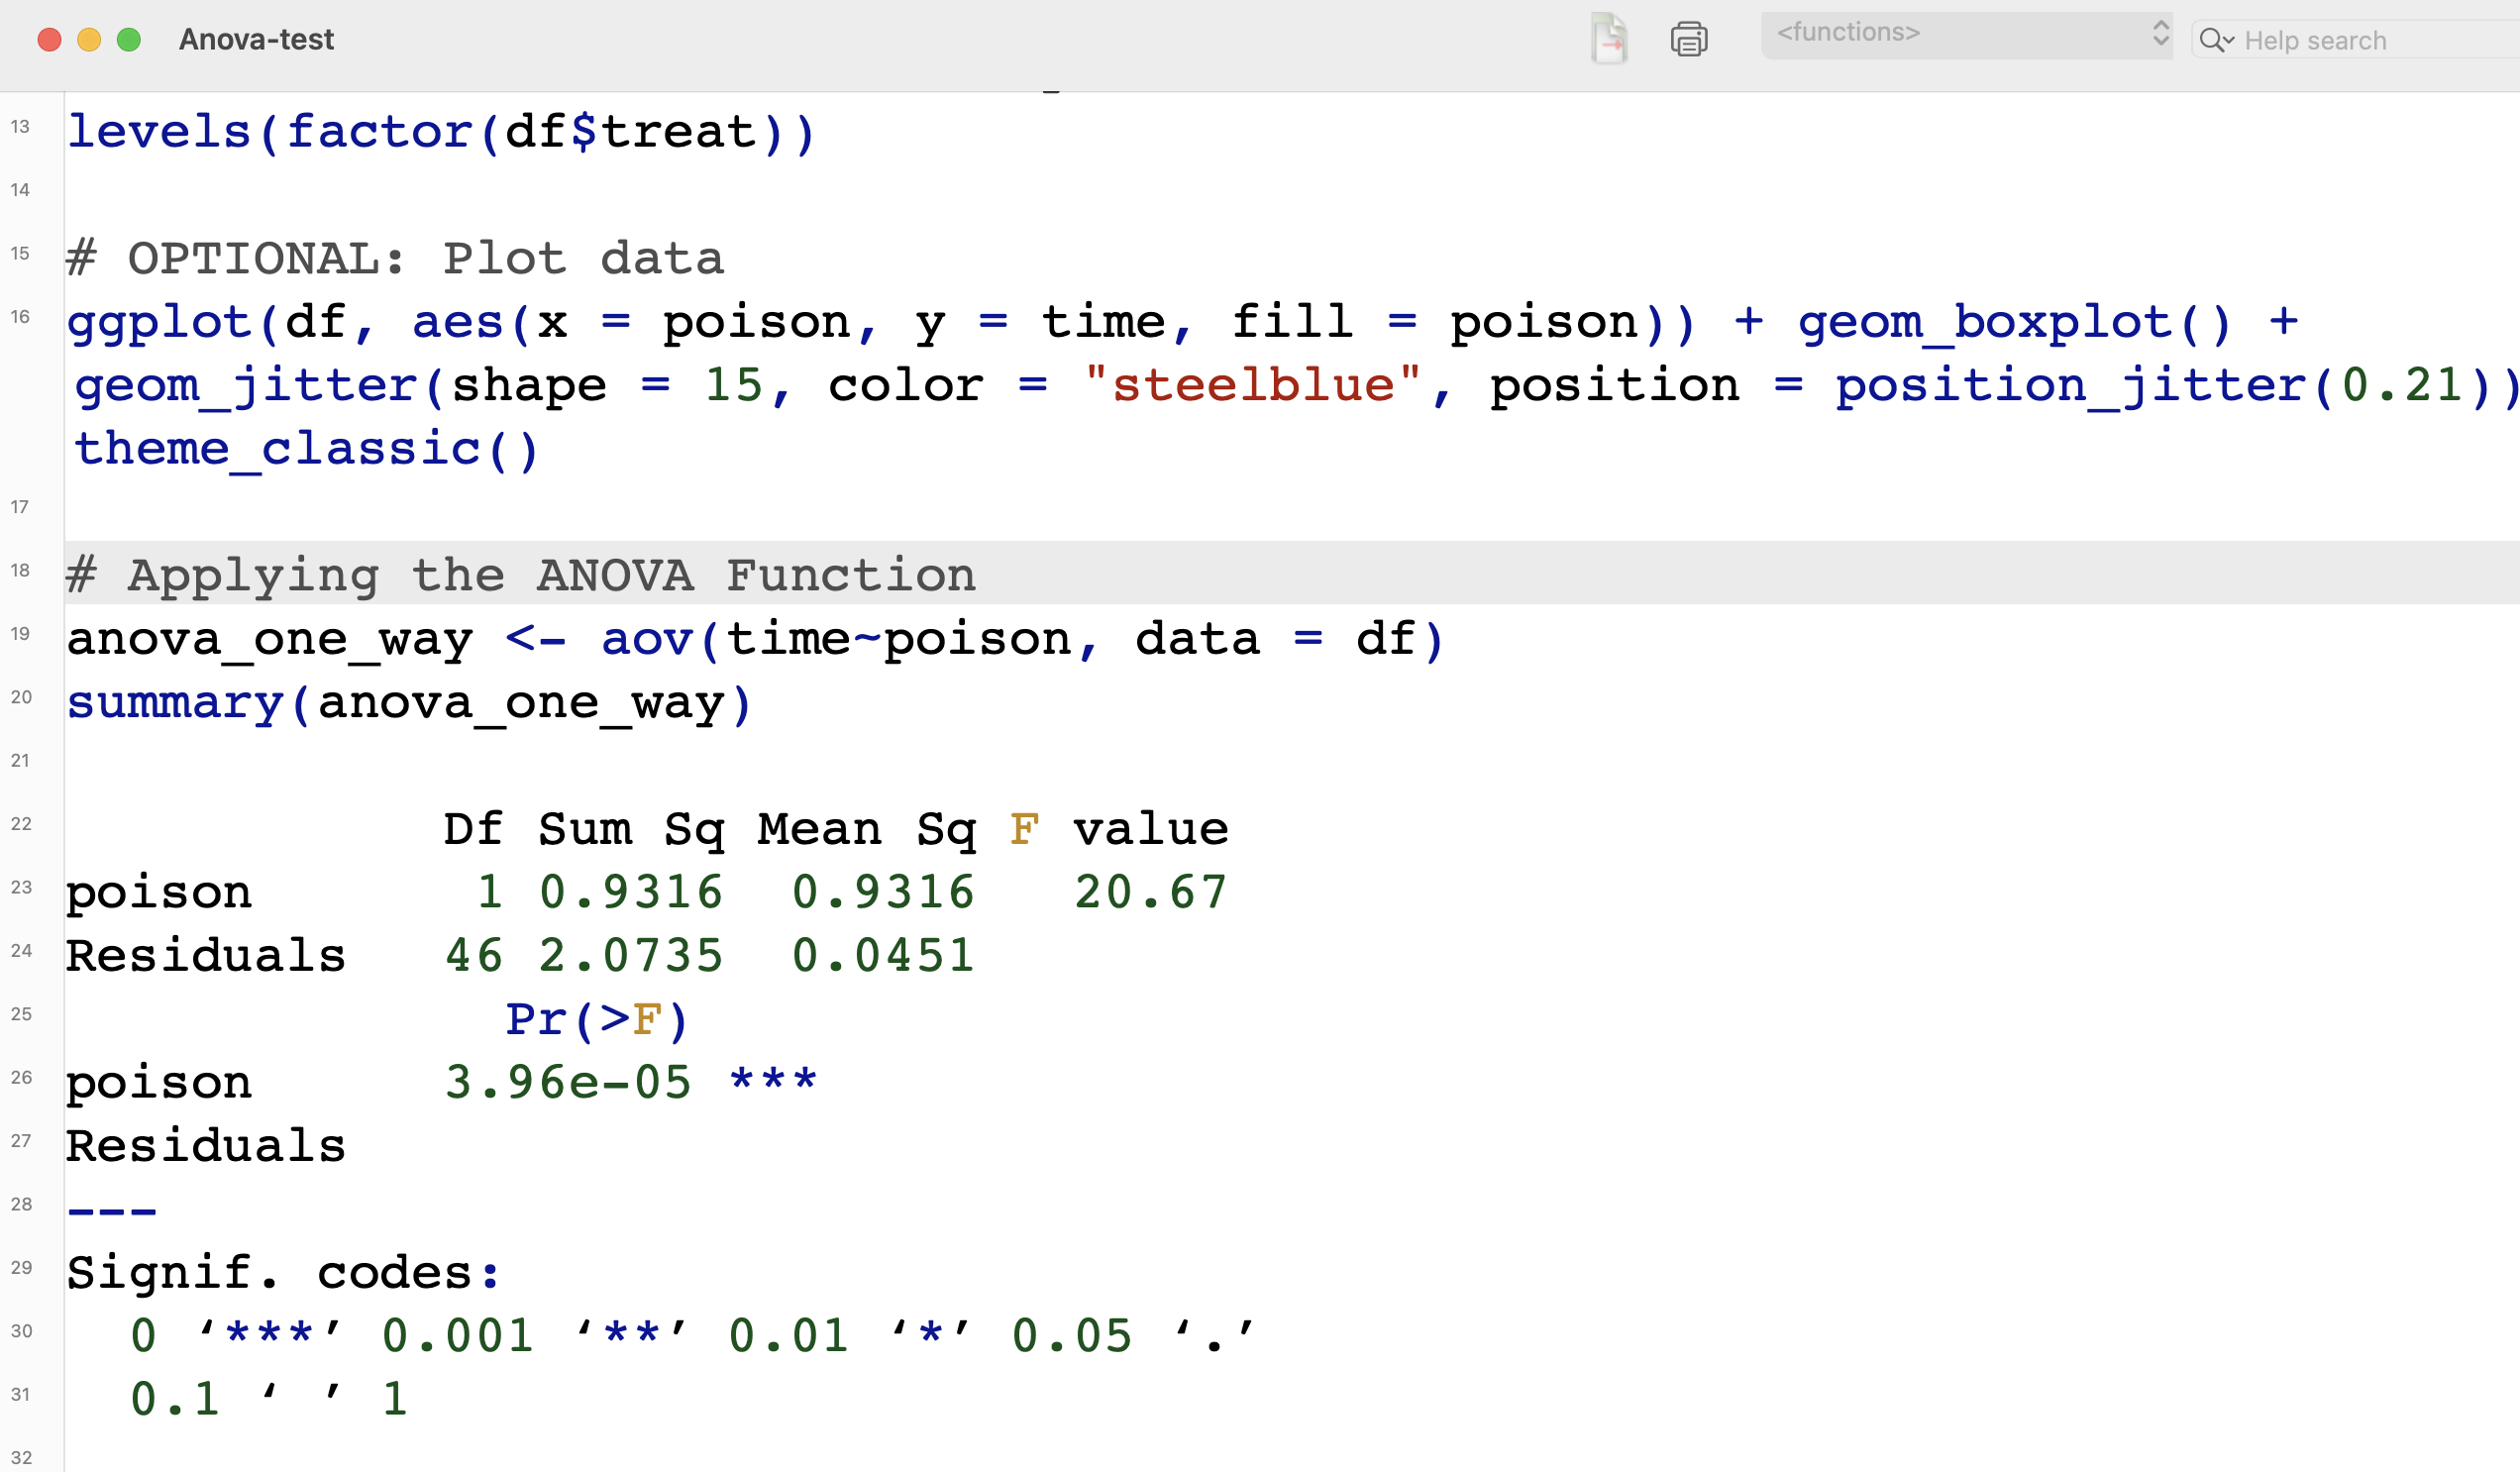 Anova-test
<functions>
Help search
13 levels(factor(df$treat))
14
15 # OPTIONAL: Plot data
16 ggplot(df, aes(x = poison, y = time, fill = poison)) + geom_boxplot() +
geom_jitter(shape = 15, color = "steelblue", position = position_jitter(0.21))
theme_classic()
17
18 # Applying the ANOVA Function
19 anova_one_way <- aov(time~poison, data = df)
20 summary(anova_one_way)
21
22 Df Sum Sq Mean Sq F value
23 poison 1 0.9316 0.9316 20.67
24 Residuals 46 2.0735 0.0451
25 Pr(>F)
26 poison 3.96e-05 ***
27 Residuals
28 ---
29 Signif. codes:
30 0 ‘***’ 0.001 ‘**’ 0.01 ‘*’ 0.05 ‘.’
31 0.1 ‘ ’ 1
32